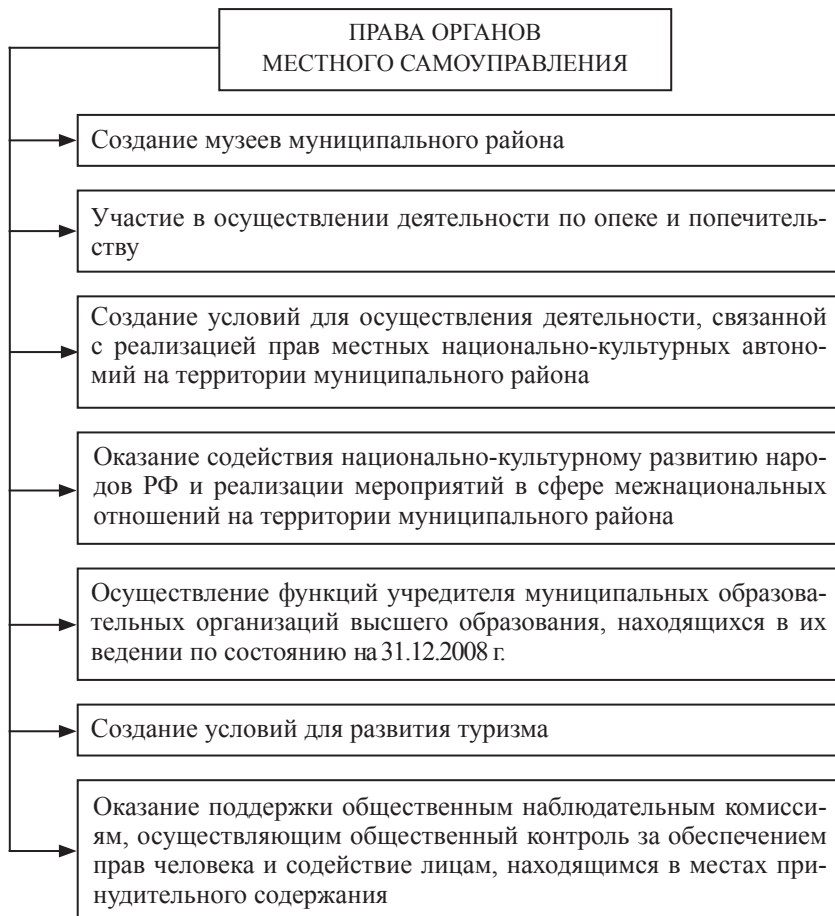 ПРАВА ОРГАНОВ
МЕСТНОГО САМОУПРАВЛЕНИЯ
Создание музеев муниципального района
Участие в осуществлении деятельности по опеке и попечитель-
ству
Создание условий для осуществления деятельности, связанной
с реализацией прав местных национально-культурных автоно-
мий на территории муниципального района
Оказание содействия национально-культурному развитию наро-
дов РФ и реализации мероприятий в сфере межнациональных
отношений на территории муниципального района
Осуществление функций учредителя муниципальных образова-
тельных организаций высшего образования, находящихся в их
ведении по состоянию на 31.12.2008 г.
Создание условий для развития туризма
Оказание поддержки общественным наблюдательным комисси-
ям, осуществляющим общественный контроль за обеспечением
прав человека и содействие лицам, находящимся в местах при-
нудительного содержания